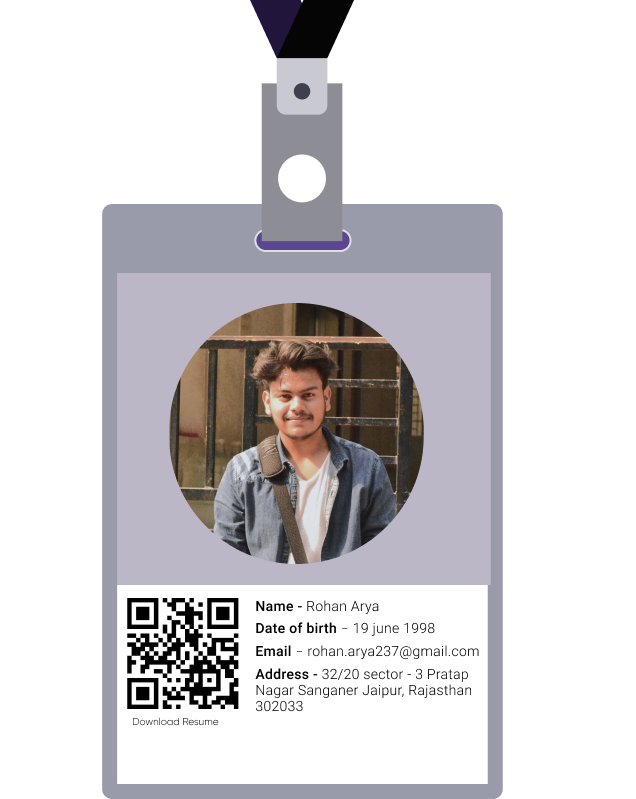 Name - Rohan Arya
Date of birth - 19 june 1998
Email - rohan.arya237@gmail.com
Address - 32/20 sector - 3 Pratap
Nagar Sanganer Jaipur, Rajasthan
302033
Download Resume